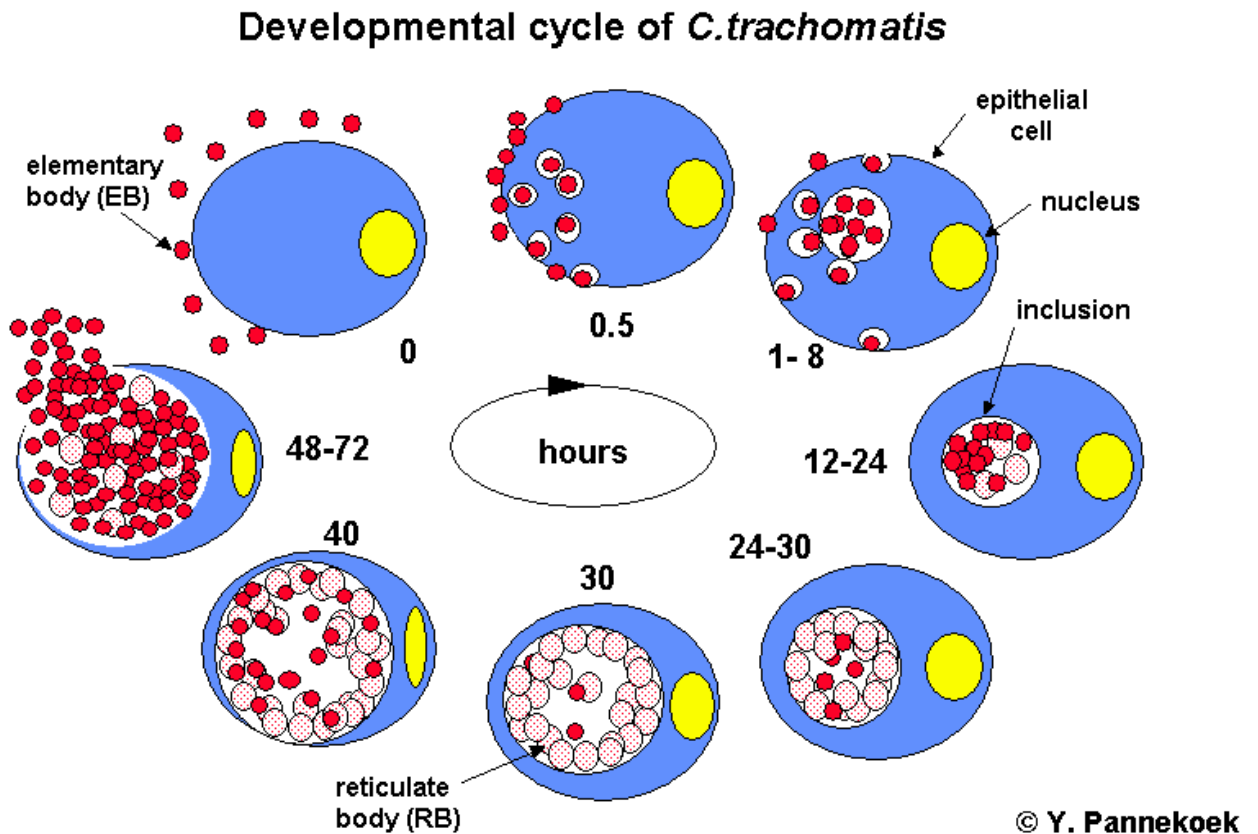 Developmental cycle of C.trachomatis
elementary
body (EB)
epithelial
cell
nucleus
inclusion
0
0.5
1- 8
12-24
24-30
30
40
48-72
hours
reticulate
body (RB)
© Y. Pannekoek